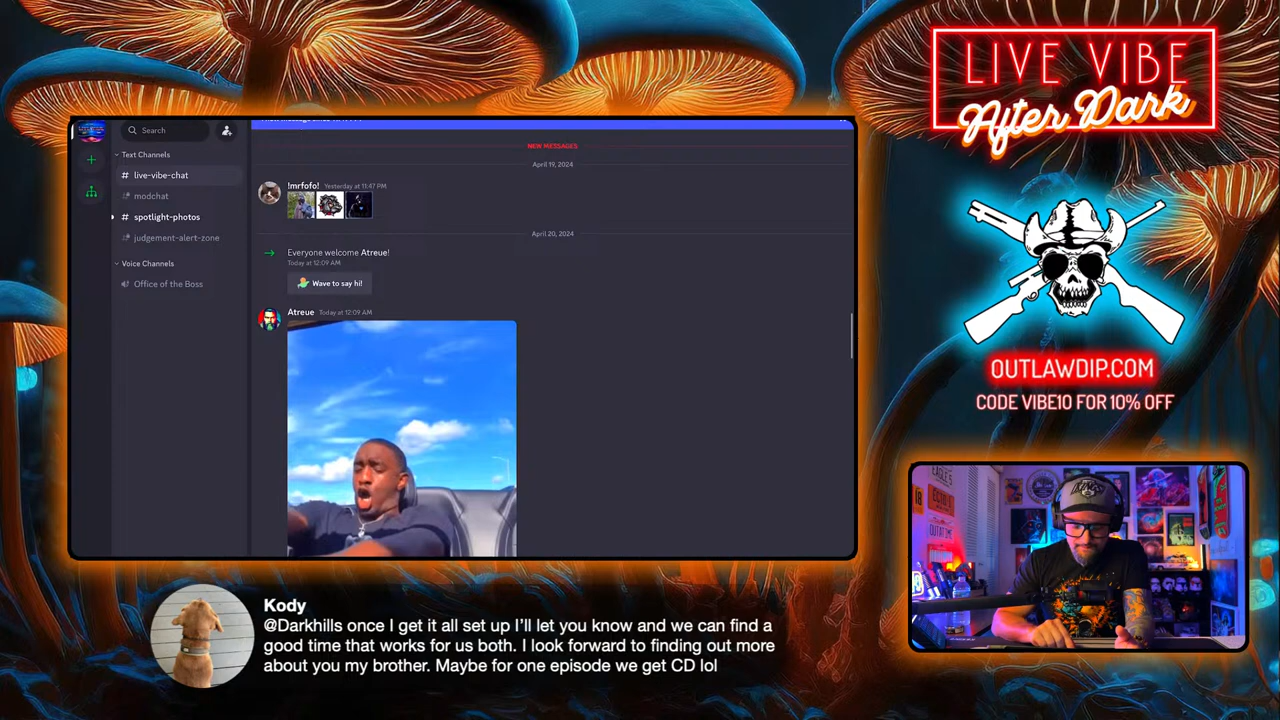 LIVE VIBE
After Dark
Search
NEW MESSAGES
Text Channels
April 19, 2024
live-vibe-chat
!mrfofo! Yesterday at 11:47 PM
modchat
spotlight-photos
April 20, 2024
judgement-alert-zone
Everyone welcome Atreue!
Today at 12:09 AM
Voice Channels
Office of the Boss
Wave to say hi!
Atreue Today at 12:09 AM
OUTLAWDIP.COM
CODE VIBE10 FOR 10% OFF
Kody
@Darkhills once I get it all set up I’ll let you know and we can find a
good time that works for us both. I look forward to finding out more
about you my brother. Maybe for one episode we get CD lol